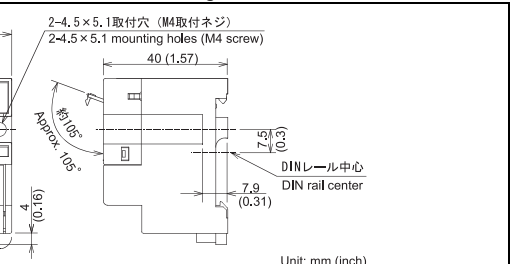 2-4.5×5.1取付穴（M4取付ネジ）
2-4.5×5.1 mounting holes (M4 screw)
40 (1.57)
約105°
Approx. 105°
7.5
(0.3)
DINレール中心
DIN rail center
7.9
(0.31)
4
(0.16)
Unit: mm (inch)